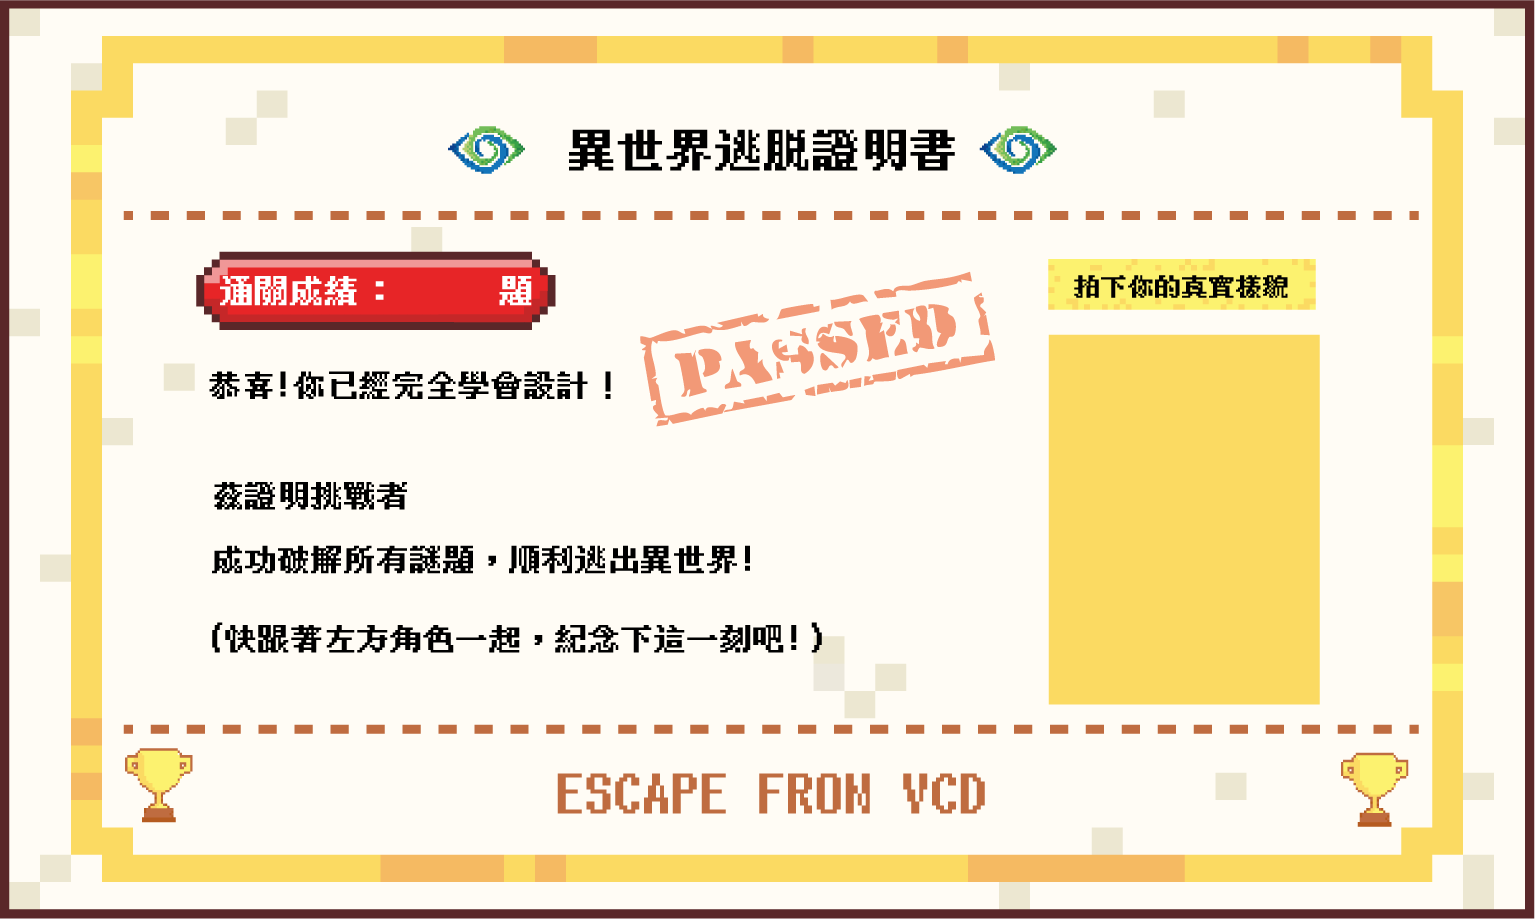 異世界逃脫證明書
通關成績： 題
拍下你的真實樣貌
PASSED
恭喜!你已經完全學會設計！
茲證明挑戰者
成功破解所有謎題，順利逃出異世界!
(快跟著左方角色一起，紀念下這一刻吧!)
ESCAPE FROM VCD